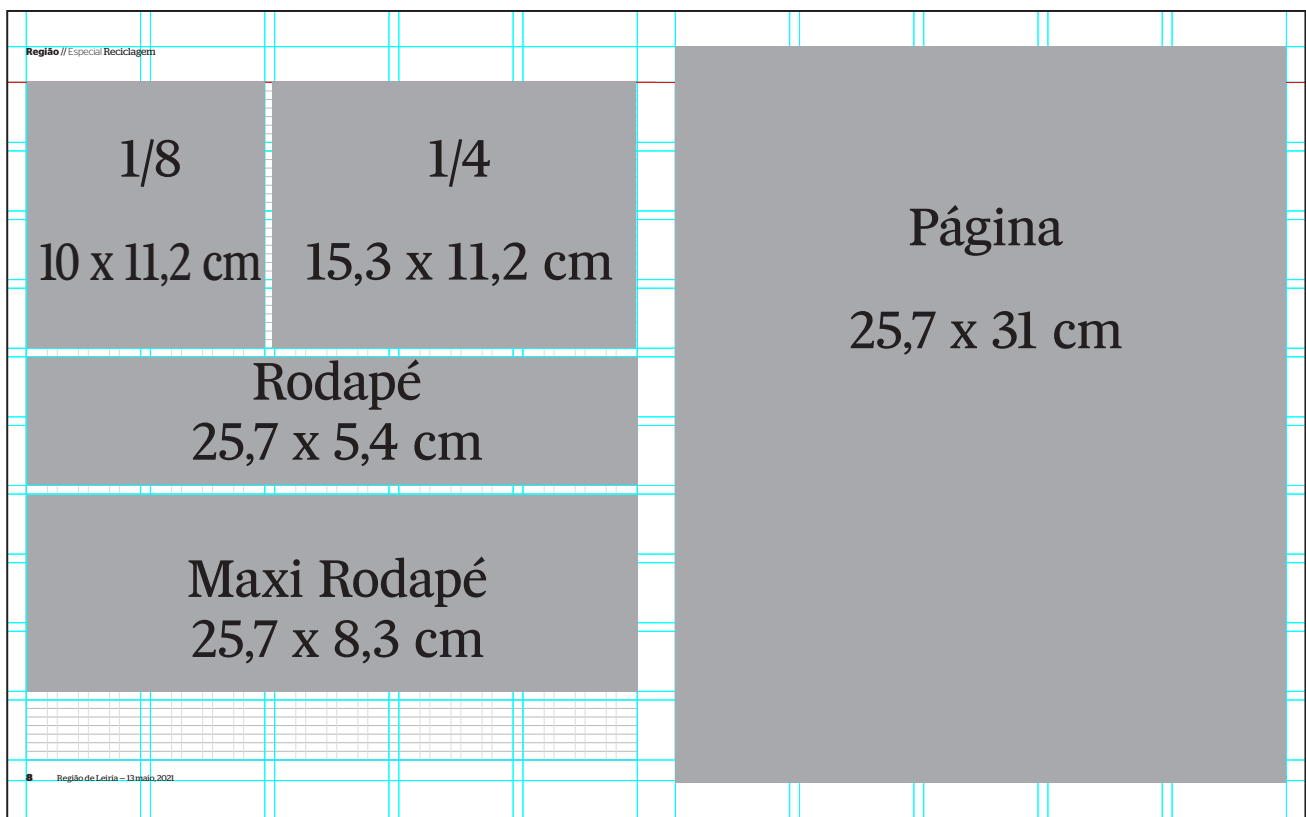 Região // Especial Reciclagem
1/8
10 x 11,2 cm
1/4
15,3 x 11,2 cm
Rodapé
25,7 x 5,4 cm
Maxi Rodapé
25,7 x 8,3 cm
8 Região de Leiria — 13 maio, 2021
Página
25,7 x 31 cm